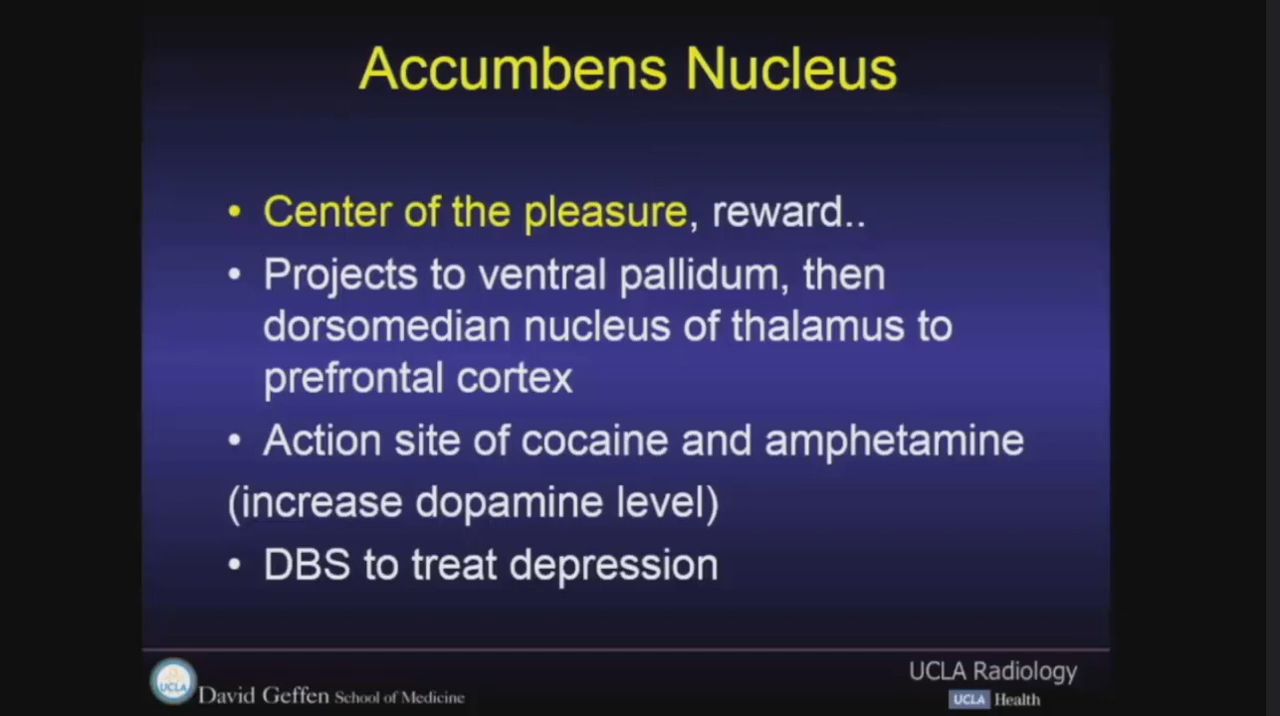 Accumbens Nucleus
• Center of the pleasure, reward..
• Projects to ventral pallidum, then
dorsomedian nucleus of thalamus to
prefrontal cortex
• Action site of cocaine and amphetamine
(increase dopamine level)
• DBS to treat depression
UCLA
David Geffen School of Medicine
UCLA Radiology
UCLA Health